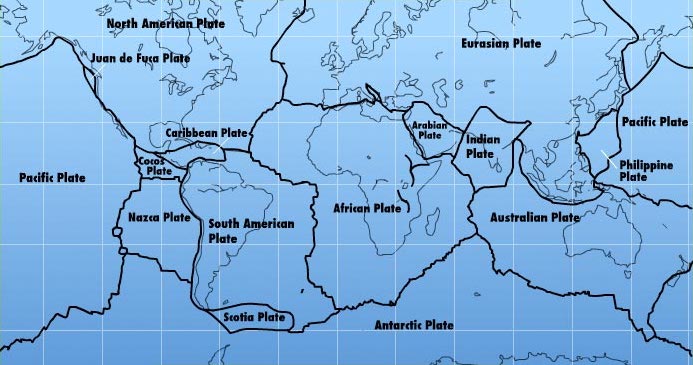 North American Plate
Eurasian Plate
Juan de Fuca Plate
Caribbean Plate
Arabian
Plate
Indian
Plate
Pacific Plate
Cocos
Plate
Philippine
Plate
Pacific Plate
Nazca Plate
South American
Plate
African Plate
Australian Plate
Scotia Plate
Antarctic Plate